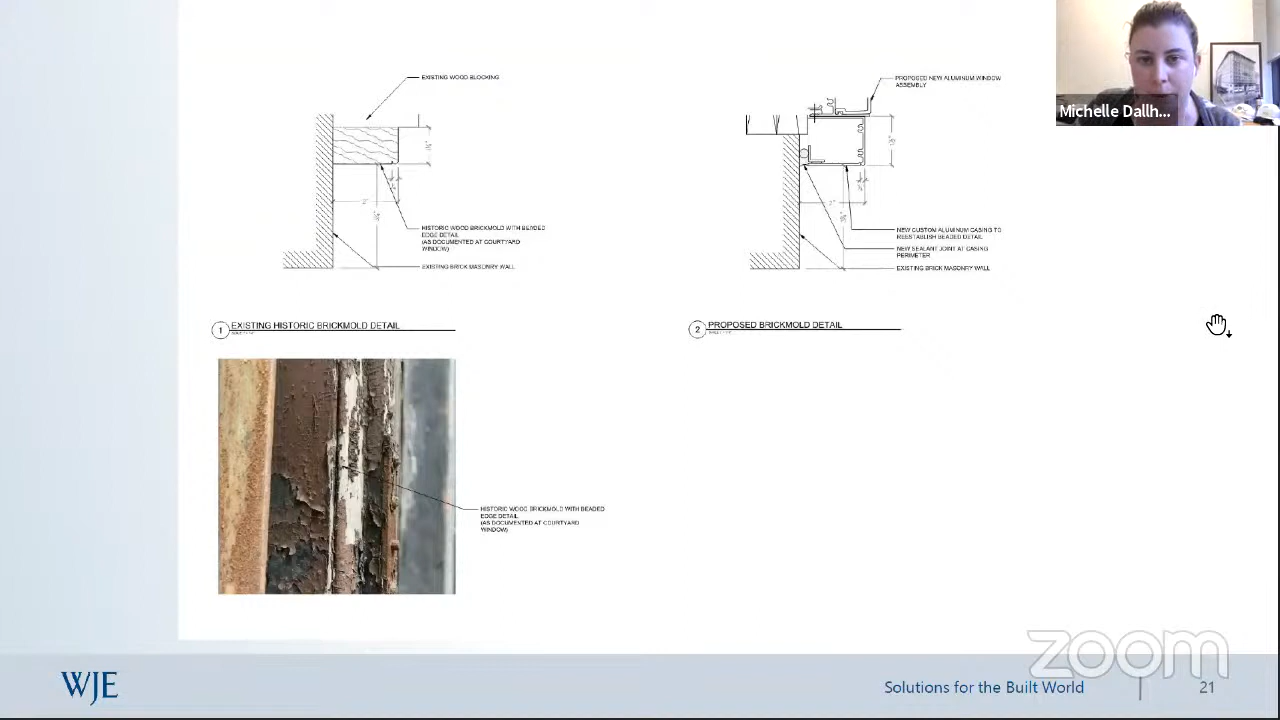 Michelle Dallh...
EXISTING WOOD BLOCKING
2"
HISTORIC WOOD BRICKMOLD WITH BEADED
EDGE DETAIL
(AS DOCUMENTED AT COURTYARD
WINDOW)
EXISTING BRICK MASONRY WALL
1 EXISTING HISTORIC BRICKMOLD DETAIL
PROPOSED NEW ALUMINUM WINDOW
ASSEMBLY
2"
NEW CUSTOM ALUMINUM CASING TO
REESTABLISH BEADED DETAIL
NEW SEALANT JOINT AT CASING
PERIMETER
EXISTING BRICK MASONRY WALL
2 PROPOSED BRICKMOLD DETAIL
HISTORIC WOOD BRICKMOLD WITH BEADED
EDGE DETAIL
(AS DOCUMENTED AT COURTYARD
WINDOW)
zoom
WJE
Solutions for the Built World
21